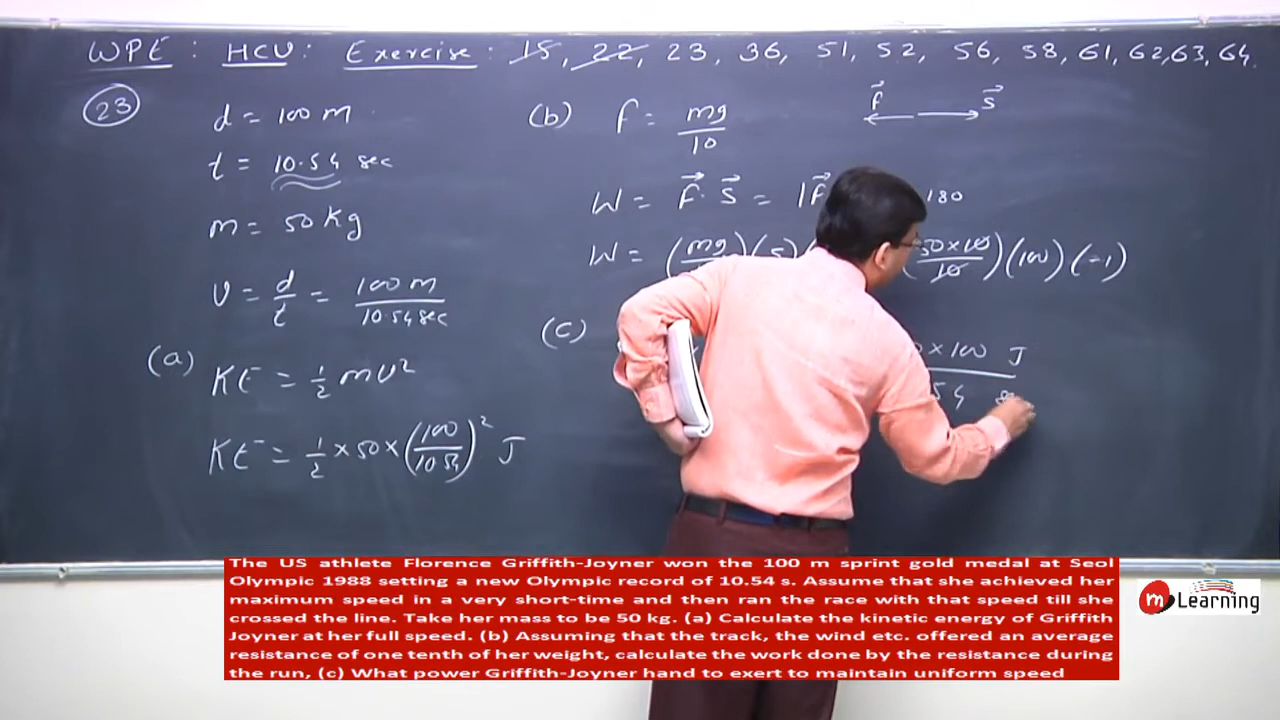 WPE : HCV : Exercise : 15, 22, 23, 36, 51, 52, 56, 58, 61, 62, 63, 64.
23
d = 100 m
t = 10.54 sec
m = 50 Kg
v = d/t = 100 m/10.54 sec
(a) KE = 1/2 mv²
KE = 1/2 × 50 × (100/10.54)² J
(b) f = mg/10
f⃗ s⃗
W = f⃗ · s⃗ = |f⃗ 180
W = (mg (s) (50×10/10) (100) (-1)
(c)
×100 J
54
The US athlete Florence Griffith-Joyner won the 100 m sprint gold medal at Seol
Olympic 1988 setting a new Olympic record of 10.54 s. Assume that she achieved her
maximum speed in a very short-time and then ran the race with that speed till she
crossed the line. Take her mass to be 50 kg. (a) Calculate the kinetic energy of Griffith
Joyner at her full speed. (b) Assuming that the track, the wind etc. offered an average
resistance of one tenth of her weight, calculate the work done by the resistance during
the run, (c) What power Griffith-Joyner hand to exert to maintain uniform speed
m Learning